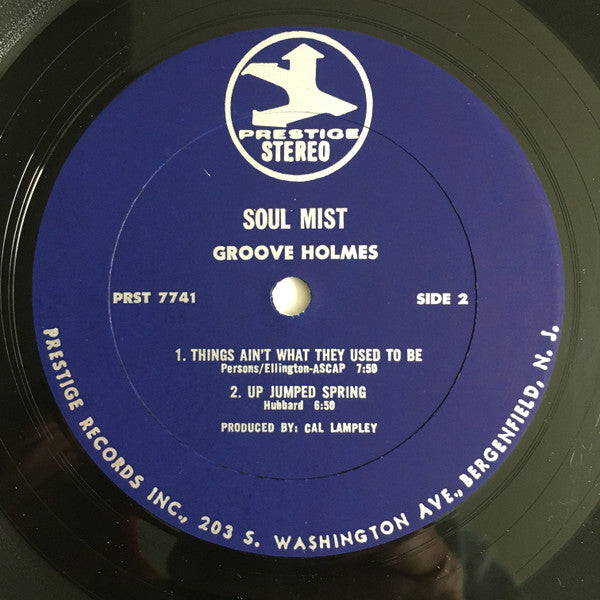 PRESTIGE
STEREO
SOUL MIST
GROOVE HOLMES
PRST 7741
SIDE 2
1. THINGS AIN'T WHAT THEY USED TO BE
Persons/Ellington-ASCAP 7:50
2. UP JUMPED SPRING
Hubbard 6:50
PRODUCED BY: CAL LAMPLEY
PRESTIGE RECORDS INC., 203 S. WASHINGTON AVE., BERGENFIELD, N. J.